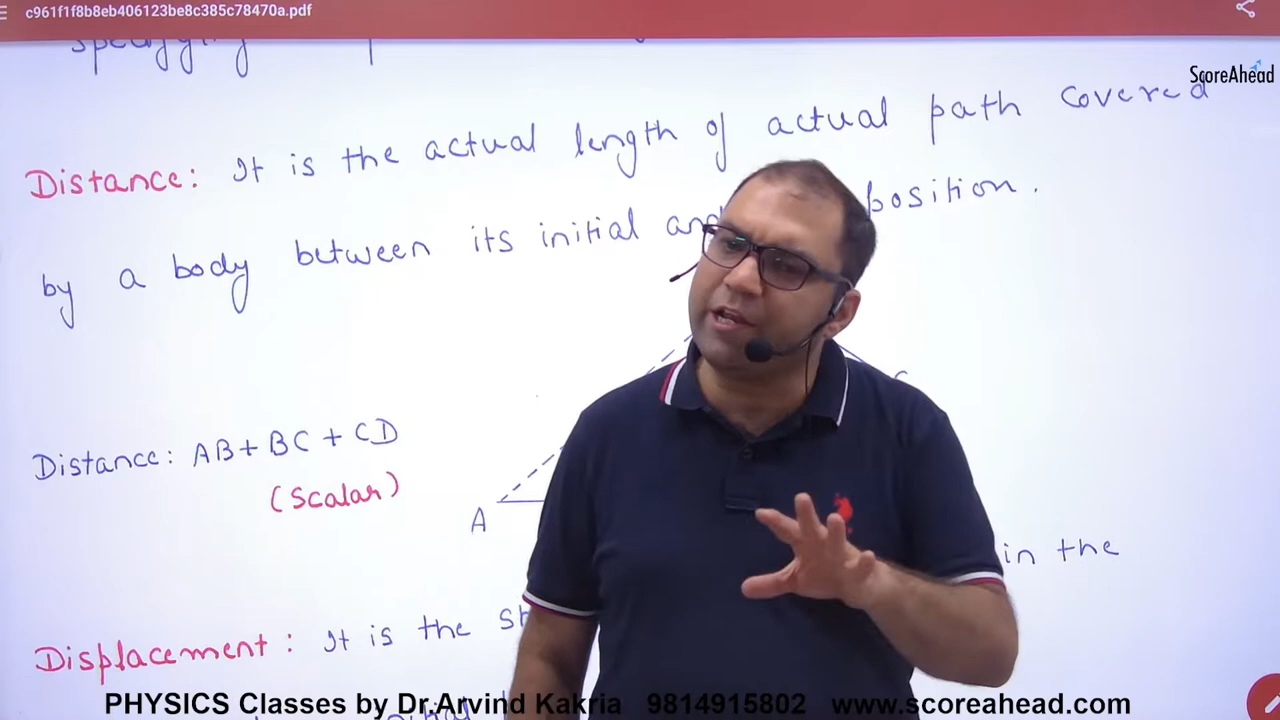 c961f1f8b8eb406123be8c385c78470a.pdf
ScoreAhead
specifying
Distance: It is the actual length of actual path covered
by a body between its initial and position.
Distance: AB + BC + CD
(Scalar)
A
C
in the
Displacement: It is the
PHYSICS Classes by Dr.Arvind Kakria 9814915802 www.scoreahead.com